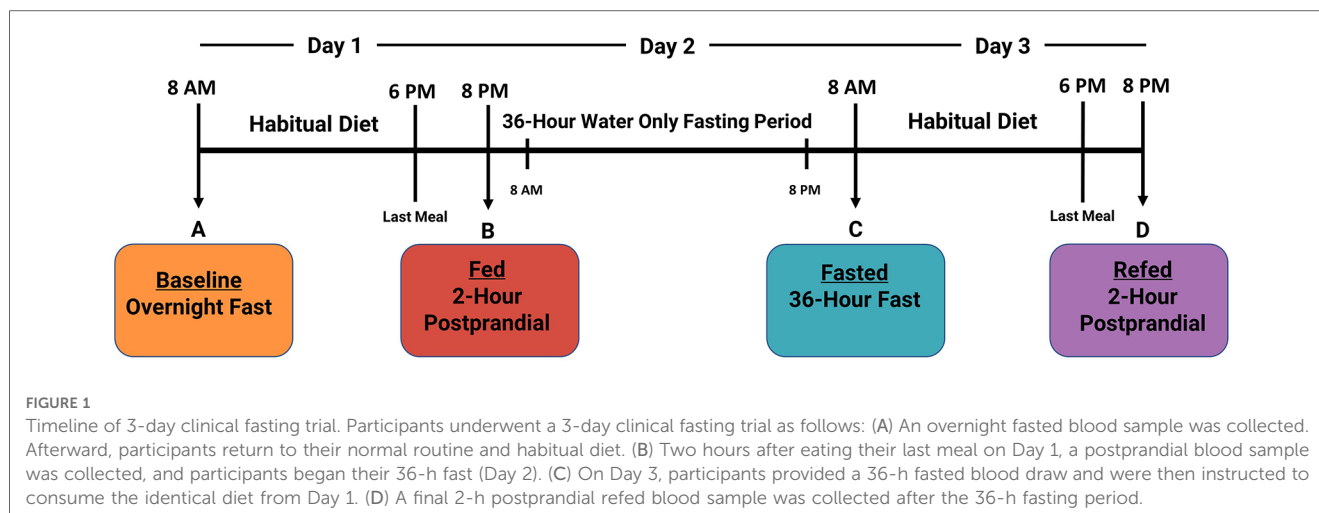 Day 1 Day 2 Day 3
8 AM 6 PM 8 PM 8 AM 6 PM 8 PM
Habitual Diet 36-Hour Water Only Fasting Period Habitual Diet
8 AM 8 PM
Last Meal Last Meal
A B C D
Baseline
Overnight Fast
Fed
2-Hour
Postprandial
Fasted
36-Hour Fast
Refed
2-Hour
Postprandial
FIGURE 1
Timeline of 3-day clinical fasting trial. Participants underwent a 3-day clinical fasting trial as follows: (A) An overnight fasted blood sample was collected.
Afterward, participants return to their normal routine and habitual diet. (B) Two hours after eating their last meal on Day 1, a postprandial blood sample
was collected, and participants began their 36-h fast (Day 2). (C) On Day 3, participants provided a 36-h fasted blood draw and were then instructed to
consume the identical diet from Day 1. (D) A final 2-h postprandial refed blood sample was collected after the 36-h fasting period.